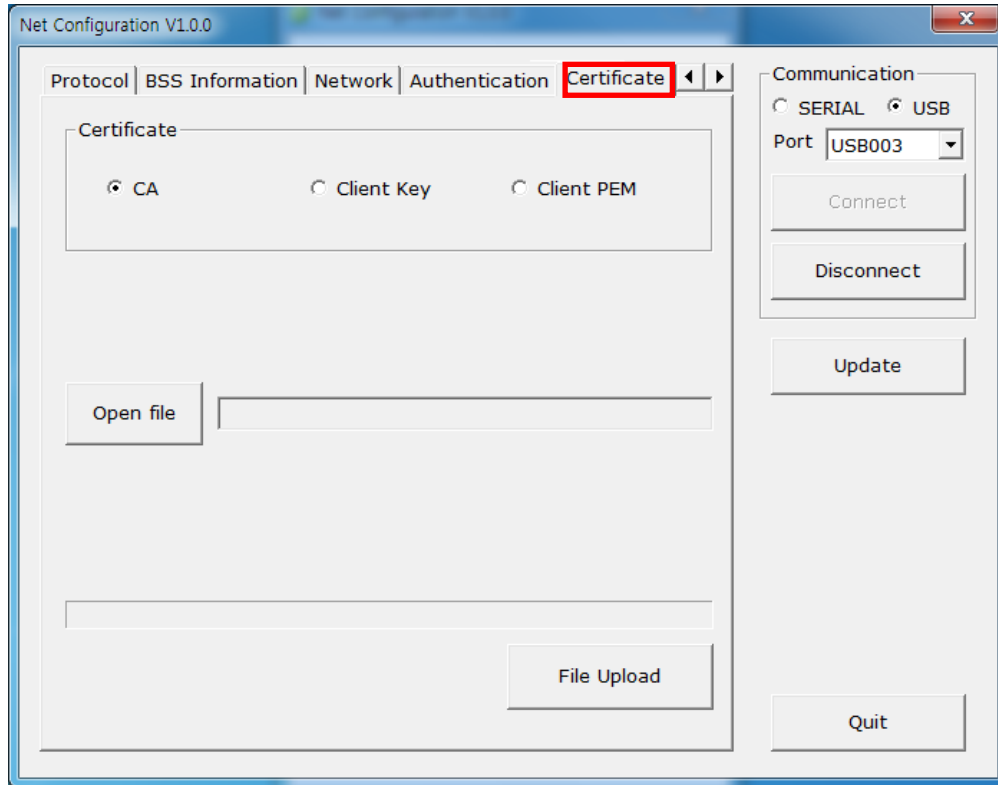 Net Configuration V1.0.0
Protocol BSS Information Network Authentication Certificate
Certificate
CA Client Key Client PEM
Open file
File Upload
Communication
SERIAL USB
Port USB003
Connect
Disconnect
Update
Quit